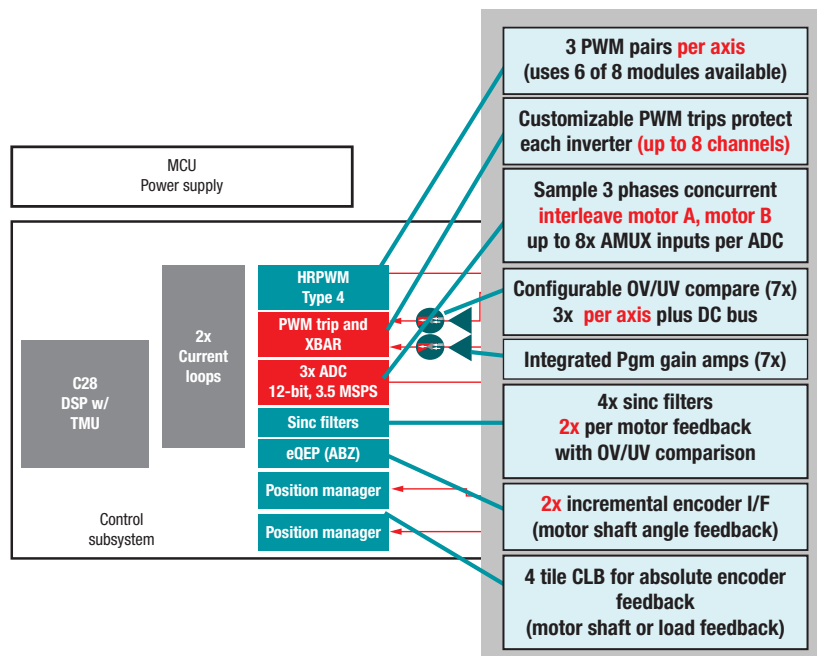 MCU
Power supply
C28
DSP w/
TMU
2x
Current
loops
Control
subsystem
HRPWM
Type 4
PWM trip and
XBAR
3x ADC
12-bit, 3.5 MSPS
Sinc filters
eQEP (ABZ)
Position manager
Position manager
3 PWM pairs per axis
(uses 6 of 8 modules available)
Customizable PWM trips protect
each inverter (up to 8 channels)
Sample 3 phases concurrent
interleave motor A, motor B
up to 8x AMUX inputs per ADC
Configurable OV/UV compare (7x)
3x per axis plus DC bus
Integrated Pgm gain amps (7x)
4x sinc filters
2x per motor feedback
with OV/UV comparison
2x incremental encoder I/F
(motor shaft angle feedback)
4 tile CLB for absolute encoder
feedback
(motor shaft or load feedback)